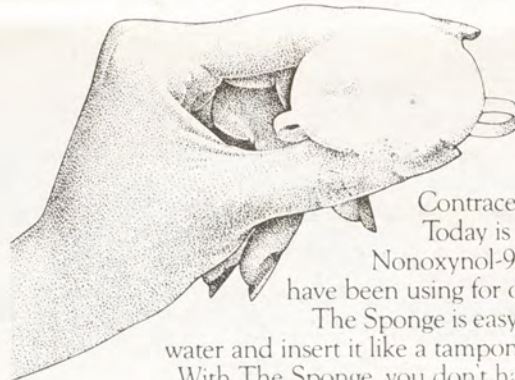 Contrace
Today is
Nonoxynol-9
have been using for
The Sponge is easy
water and insert it like a tampon
With The Sponge, you don't ha